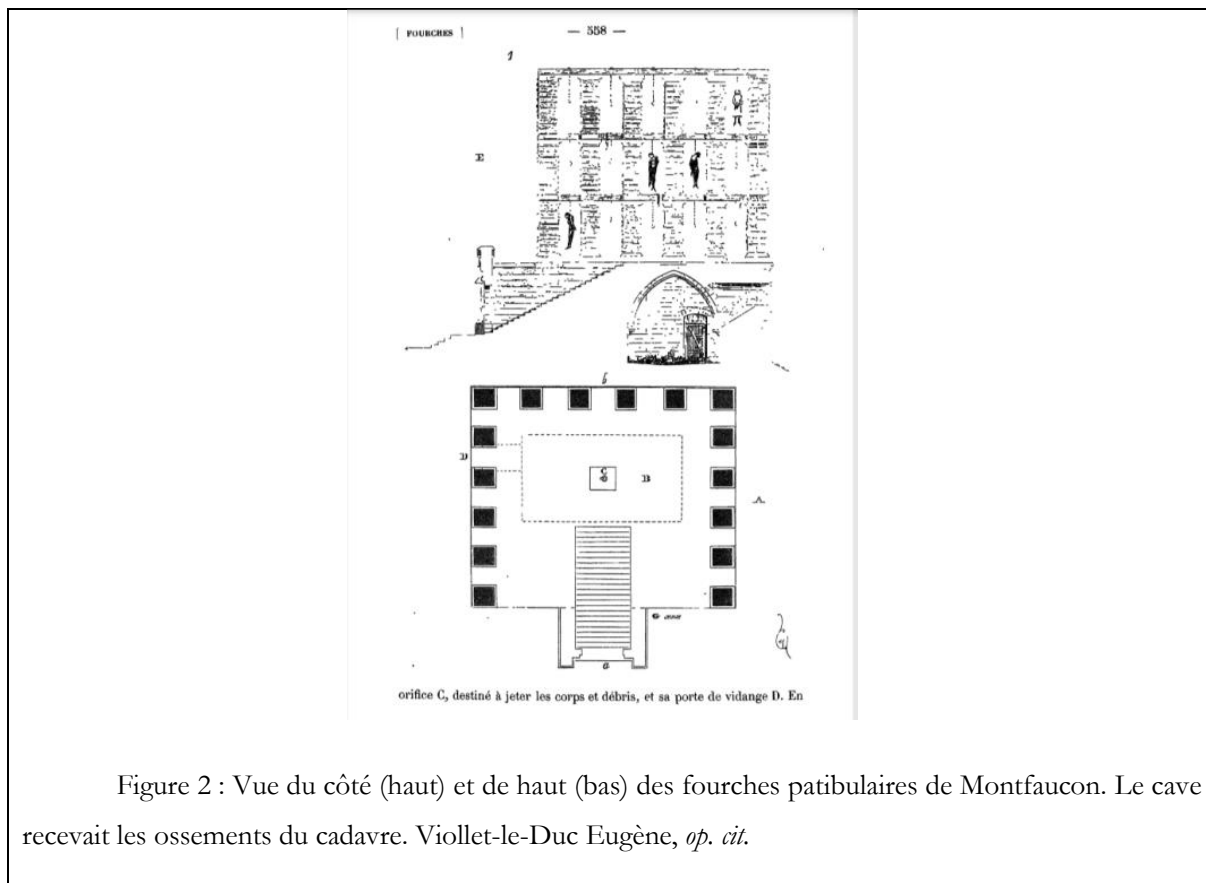 [ FOURCHES ] — 558 —
1
E
b
D
C
B
A
a
orifice C, destiné à jeter les corps et débris, et sa porte de vidange D. En
Figure 2 : Vue du côté (haut) et de haut (bas) des fourches patibulaires de Montfaucon. Le cave
recevait les ossements du cadavre. Viollet-le-Duc Eugène, op. cit.